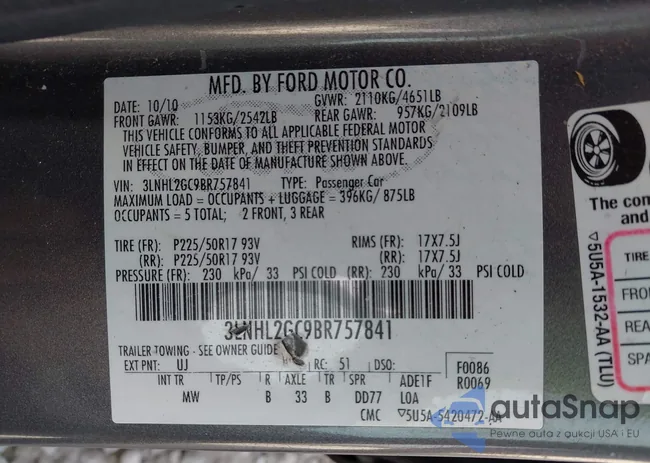 MFD. BY FORD MOTOR CO.
DATE: 10/10 GVWR: 2110KG/4651LB
FRONT GAWR: 1153KG/2542LB REAR GAWR: 957KG/2109LB
THIS VEHICLE CONFORMS TO ALL APPLICABLE FEDERAL MOTOR
VEHICLE SAFETY, BUMPER, AND THEFT PREVENTION STANDARDS
IN EFFECT ON THE DATE OF MANUFACTURE SHOWN ABOVE.
VIN: 3LNHL2GC9BR757841 TYPE: Passenger Car
MAXIMUM LOAD = OCCUPANTS + LUGGAGE = 396KG/ 875LB
OCCUPANTS = 5 TOTAL; 2 FRONT, 3 REAR
TIRE (FR): P225/50R17 93V RIMS (FR): 17X7.5J
(RR): P225/50R17 93V (RR): 17X7.5J
PRESSURE (FR): 230 kPa/ 33 PSI COLD (RR): 230 kPa/ 33 PSI COLD
3LNHL2GC9BR757841
TRAILER TOWING - SEE OWNER GUIDE
EXT PNT: UJ RC: 51 DSO: F0086
R0069
INT TR TP/PS R AXLE TR SPR ADE1F
MW B 33 B DD77 LOA
CMC ▽5U5A-5420472-AA
The con
and
▽5U5A-1532-AA (TLU)
TIRE
FRO
REA
SPA
autaSnap
Pewne auta z aukcji USA i EU